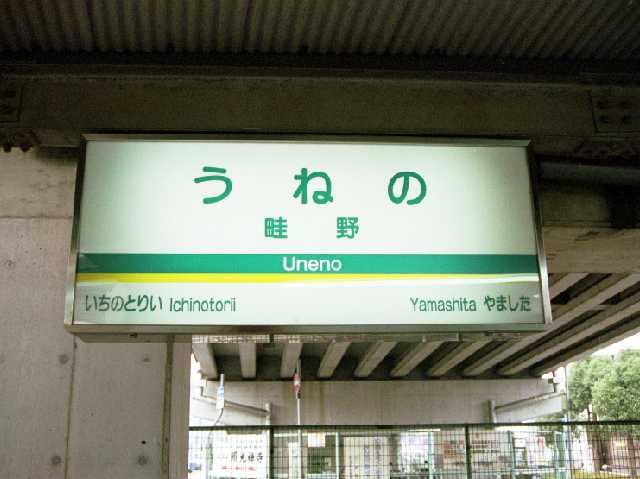 うねの
畦野
Uneno
いちのとりい Ichinotorii
Yamashita やました